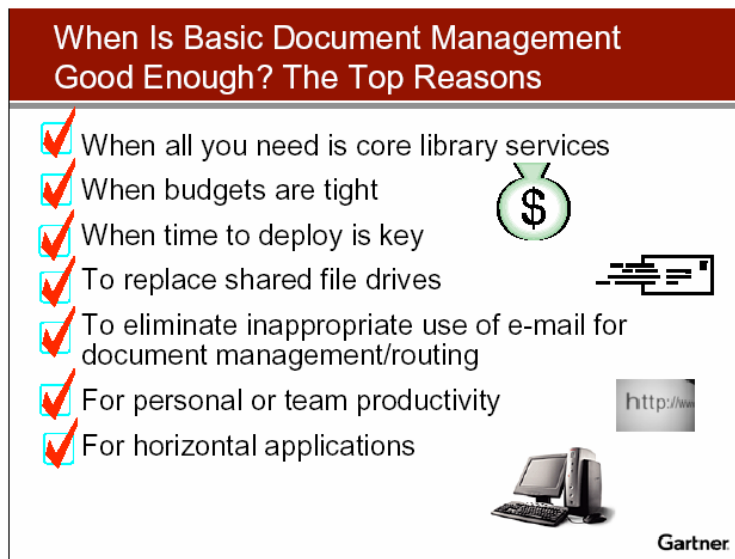 When Is Basic Document Management
Good Enough? The Top Reasons
When all you need is core library services
When budgets are tight
$
When time to deploy is key
To replace shared file drives
To eliminate inappropriate use of e-mail for
document management/routing
For personal or team productivity
http://www
For horizontal applications
Gartner